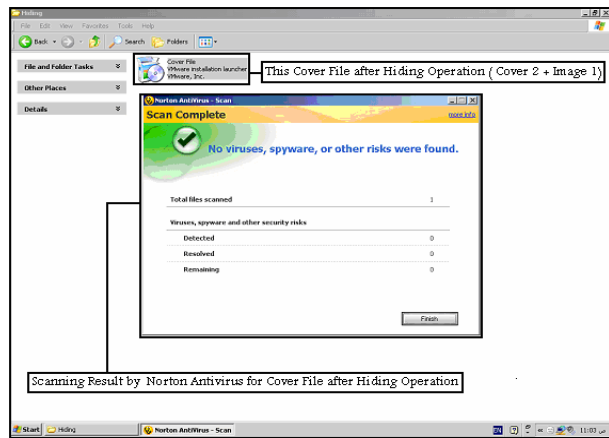 Hiding
File Edit View Favorites Tools Help
Back Search Folders
File and Folder Tasks
Other Places
Details
Cover File
VMware installation launcher
VMware, Inc.
This Cover File after Hiding Operation ( Cover 2 + Image 1)
Norton AntiVirus - Scan
Scan Complete
more info
No viruses, spyware, or other risks were found.
Total files scanned 1
Viruses, spyware and other security risks
Detected 0
Resolved 0
Remaining 0
Finish
Scanning Result by Norton Antivirus for Cover File after Hiding Operation
Start Hiding Norton AntiVirus - Scan EN 11:03 ص